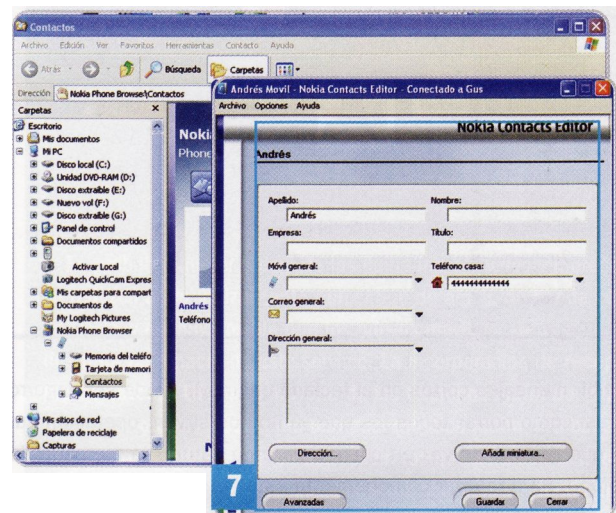 Contactos
Archivo Edición Ver Favoritos Herramientas Contacto Ayuda
Atrás
Búsqueda
Carpetas
Dirección Nokia Phone Browser\Contactos
Carpetas
Escritorio
Mis documentos
Mi PC
Disco local (C:)
Unidad DVD-RAM (D:)
Disco extraíble (E:)
Nuevo vol (F:)
Disco extraíble (G:)
Panel de control
Documentos compartidos
Activar Local
Logitech QuickCam Expres
Mis carpetas para compart
Documentos de
My Logitech Pictures
Nokia Phone Browser
Memoria del teléfo
Tarjeta de memori
Contactos
Mensajes
Mis sitios de red
Papelera de reciclaje
Capturas
Noki
Phone
Andrés
Teléfono
N
Andrés Movil - Nokia Contacts Editor - Conectado a Gus
Archivo Opciones Ayuda
Nokia Contacts Editor
Andrés
Apellido:
Nombre:
Andrés
Empresa:
Título:
Móvil general:
Teléfono casa:
4444444444444
Correo general:
Dirección general:
Dirección...
Añadir miniatura...
7
Avanzadas
Guardar
Cerrar